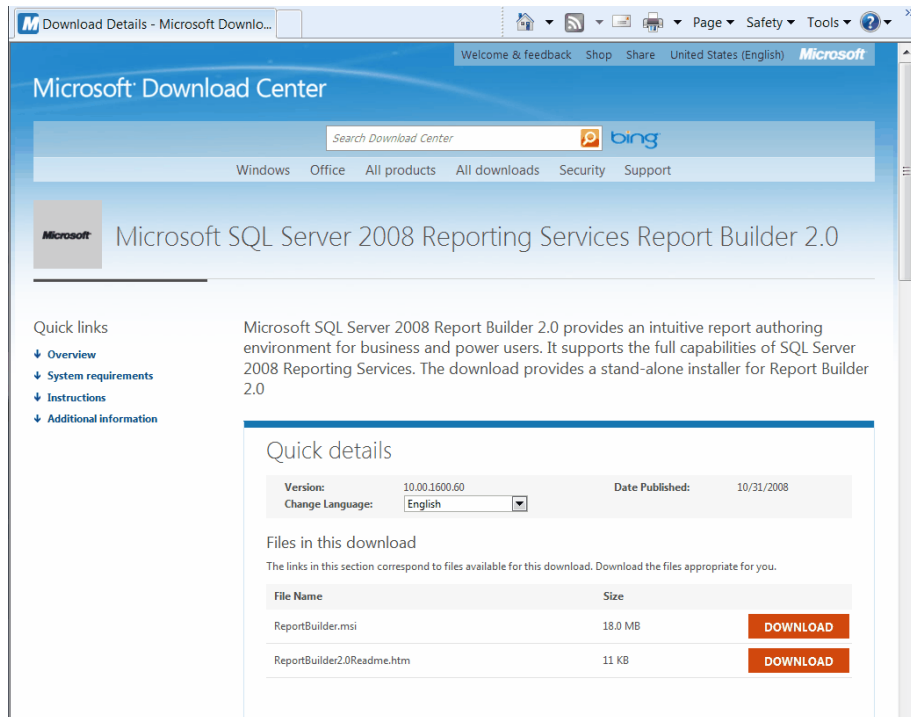 Download Details - Microsoft Downlo...
Page Safety Tools
Welcome & feedback Shop Share United States (English) Microsoft
Microsoft Download Center
Search Download Center bing
Windows Office All products All downloads Security Support
Microsoft
Microsoft SQL Server 2008 Reporting Services Report Builder 2.0
Quick links
Overview
System requirements
Instructions
Additional information
Microsoft SQL Server 2008 Report Builder 2.0 provides an intuitive report authoring
environment for business and power users. It supports the full capabilities of SQL Server
2008 Reporting Services. The download provides a stand-alone installer for Report Builder
2.0
Quick details
Version: 10.00.1600.60 Date Published: 10/31/2008
Change Language: English
Files in this download
The links in this section correspond to files available for this download. Download the files appropriate for you.
File Name Size
ReportBuilder.msi 18.0 MB DOWNLOAD
ReportBuilder2.0Readme.htm 11 KB DOWNLOAD